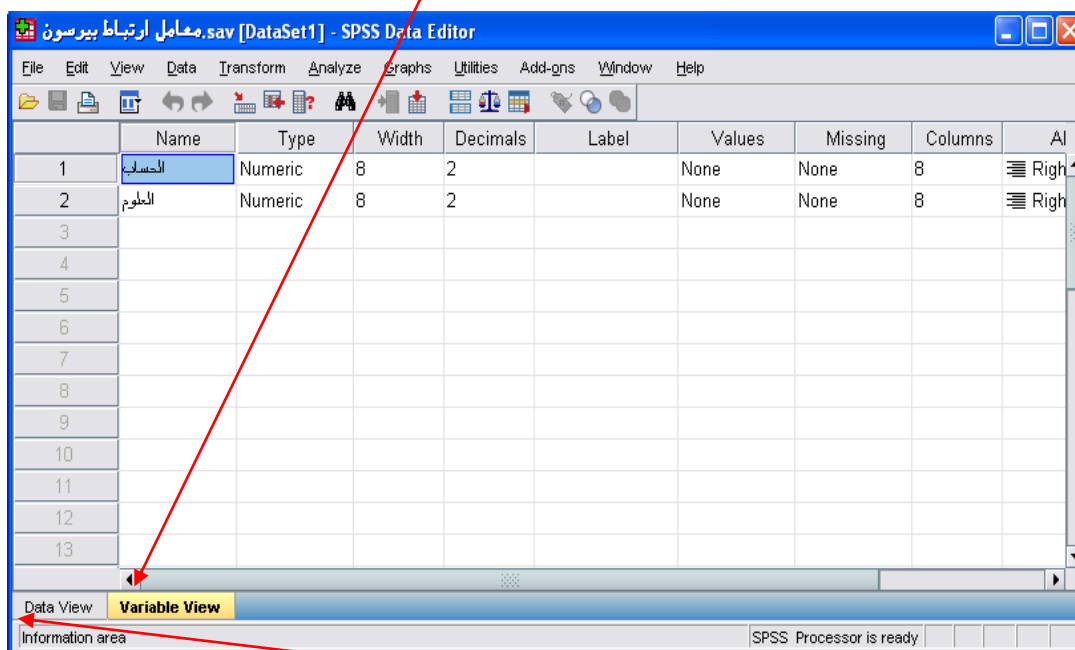 معامل ارتباط بيرسون.sav [DataSet1] - SPSS Data Editor
File Edit View Data Transform Analyze Graphs Utilities Add-ons Window Help
Name Type Width Decimals Label Values Missing Columns Al
1 الحساب Numeric 8 2 None None 8 Righ
2 العلوم Numeric 8 2 None None 8 Righ
3
4
5
6
7
8
9
10
11
12
13
Data View Variable View
Information area SPSS Processor is ready